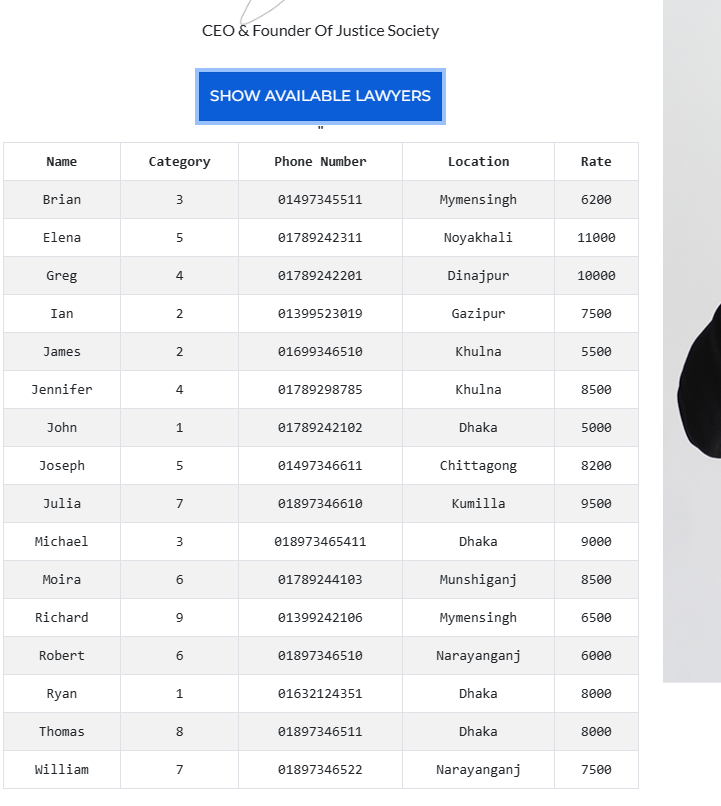 CEO & Founder Of Justice Society
SHOW AVAILABLE LAWYERS
"
Name Category Phone Number Location Rate
Brian 3 01497345511 Mymensingh 6200
Elena 5 01789242311 Noyakhali 11000
Greg 4 01789242201 Dinajpur 10000
Ian 2 01399523019 Gazipur 7500
James 2 01699346510 Khulna 5500
Jennifer 4 01789298785 Khulna 8500
John 1 01789242102 Dhaka 5000
Joseph 5 01497346611 Chittagong 8200
Julia 7 01897346610 Kumilla 9500
Michael 3 018973465411 Dhaka 9000
Moira 6 01789244103 Munshiganj 8500
Richard 9 01399242106 Mymensingh 6500
Robert 6 01897346510 Narayanganj 6000
Ryan 1 01632124351 Dhaka 8000
Thomas 8 01897346511 Dhaka 8000
William 7 01897346522 Narayanganj 7500